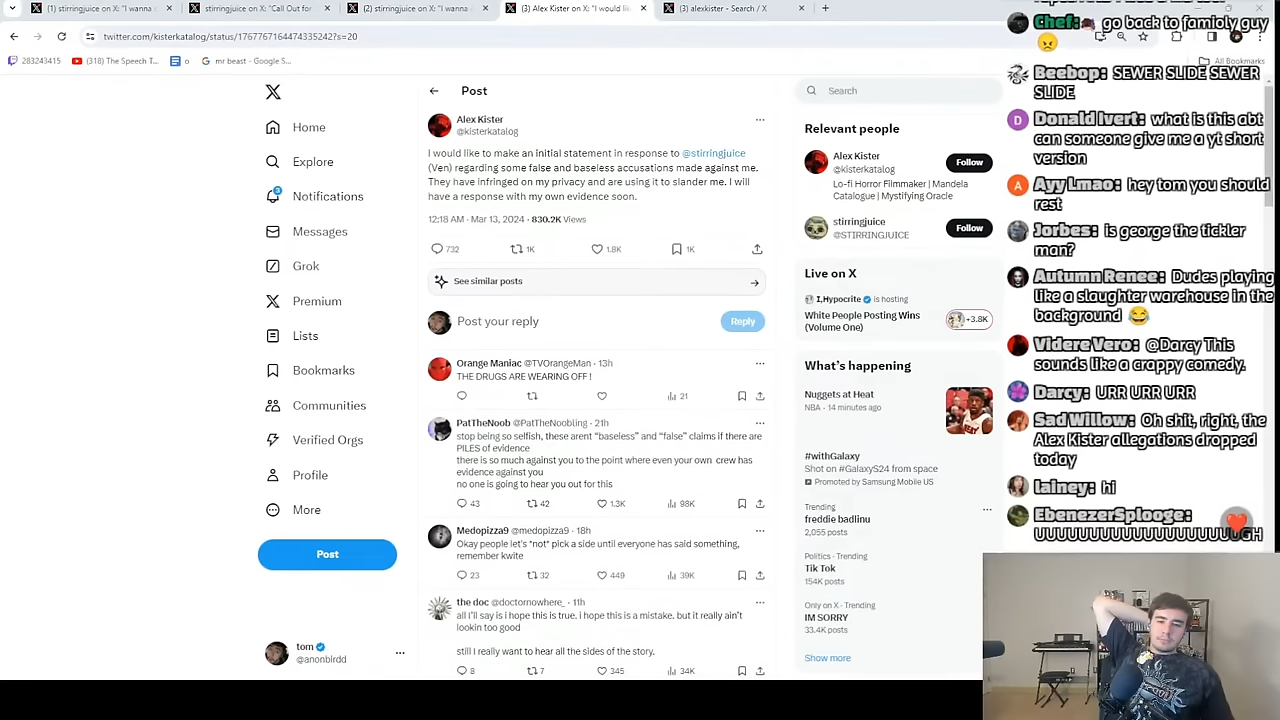 (1) stirringjuice on X: "I wanna
stirringjuice on X: "Call Out fo
(2) stirringjuice on X: "I wanna
(3) Alex Kister on X: "I would li
(3) alexkister - Search / X
twitter.com/kisterkatalog/status/1767767164474335242?s=20
283243415
(318) The Speech T...
o
mr beast - Google S...
All Bookmarks
Home
Explore
3
Notifications
Messages
Grok
Premium
Lists
Bookmarks
Communities
Verified Orgs
Profile
More
Post
tom
@anonbirdd
Post
Alex Kister
@kisterkatalog
I would like to make an initial statement in response to @stirringjuice
(Ven) regarding some false and baseless accusations made against me.
They have infringed on my privacy and are using it to slander me. I will
have a response with my own evidence soon.
12:18 AM · Mar 13, 2024 · 830.2K Views
732 1K 1.8K 1K
See similar posts
Post your reply
Reply
Orange Maniac @TVOrangeMan · 13h
THE DRUGS ARE WEARING OFF !
21
PatTheNoob @PatTheNoobling · 21h
stop being so selfish, these arent "baseless" and "false" claims if there are
PILES of evidence
there is so much against you to the point where even your own crew has
evidence against you
no one is going to hear you out for this
43 42 1.3K 98K
Medopizza9 @medopizza9 · 18h
Okay people let's *not* pick a side until everyone has said something,
remember kwite
23 32 449 39K
the doc @doctornowhere_ · 11h
all I'll say is i hope this is true. i hope this is a mistake. but it really ain't
lookin too good
still I really want to hear all the sides of the story.
8 7 345 34K
Search
Relevant people
Alex Kister
@kisterkatalog
Follow
Lo-fi Horror Filmmaker | Mandela
Catalogue | Mystifying Oracle
stirringjuice
@STIRRINGJUICE
Follow
Live on X
I,Hypocrite is hosting
White People Posting Wins
(Volume One)
+3.8K
What's happening
Nuggets at Heat
NBA · 14 minutes ago
#withGalaxy
Shot on #GalaxyS24 from space
Promoted by Samsung Mobile US
Trending
freddie badlinu
2,055 posts
Politics · Trending
Tik Tok
154K posts
Only on X · Trending
IM SORRY
33.4K posts
Show more
Chef: go back to famioly guy
Beebop: SEWER SLIDE SEWER
SLIDE
Donald Ivert: what is this abt
can someone give me a yt short
version
Ayy Lmao: hey tom you should
rest
Jorbes: is george the tickler
man?
Autumn Renee: Dudes playing
like a slaughter warehouse in the
background
Videre Vero: @Darcy This
sounds like a crappy comedy.
Darcy: URR URR URR
Sad Willow: Oh shit, right, the
Alex Kister allegations dropped
today
lainey: hi
EbenezerSplooge: